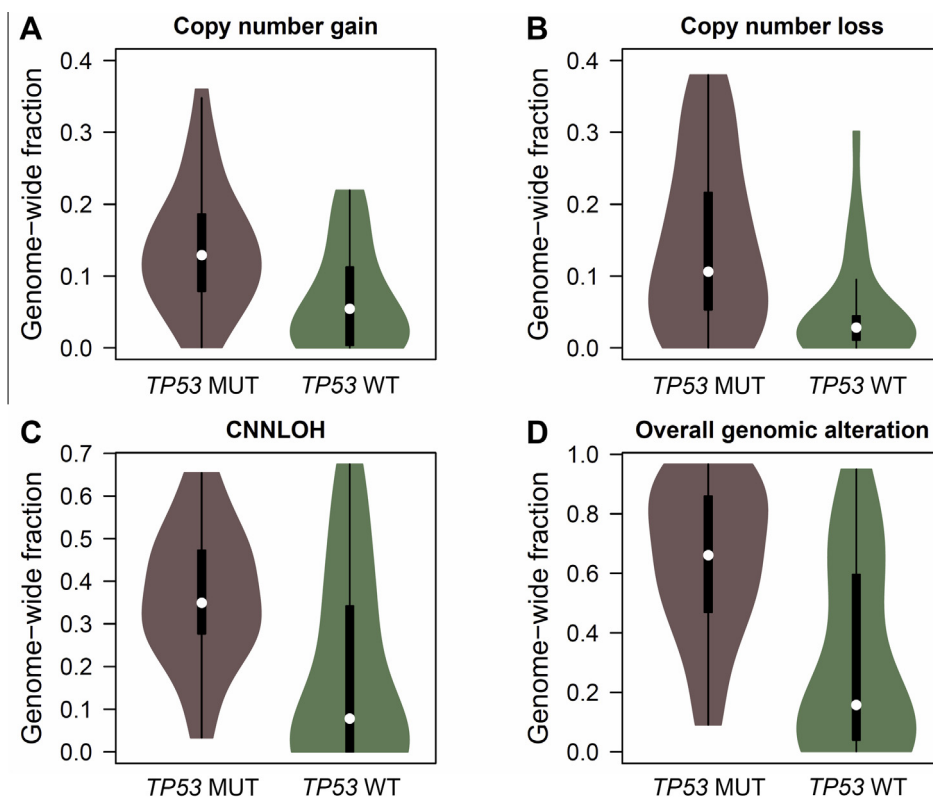 A Copy number gain
Genome-wide fraction
0.4
0.3
0.2
0.1
0.0
TP53 MUT TP53 WT
B Copy number loss
Genome-wide fraction
0.4
0.3
0.2
0.1
0.0
TP53 MUT TP53 WT
C CNNLOH
Genome-wide fraction
0.7
0.6
0.5
0.4
0.3
0.2
0.1
0.0
TP53 MUT TP53 WT
D Overall genomic alteration
Genome-wide fraction
1.0
0.8
0.6
0.4
0.2
0.0
TP53 MUT TP53 WT